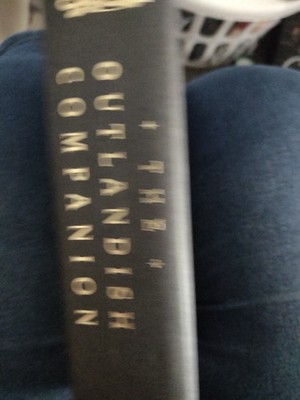 * THE *
OUTLANDISH
COMPANION